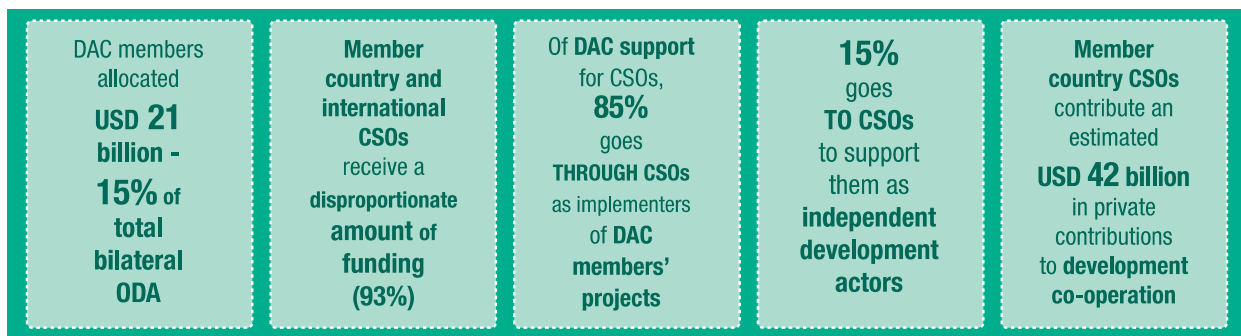 DAC members
allocated
USD 21
billion -
15% of
total
bilateral
ODA
Member
country and
international
CSOs
receive a
disproportionate
amount of
funding
(93%)
Of DAC support
for CSOs,
85%
goes
THROUGH CSOs
as implementers
of DAC
members’
projects
15%
goes
TO CSOs
to support
them as
independent
development
actors
Member
country CSOs
contribute an
estimated
USD 42 billion
in private
contributions
to development
co-operation